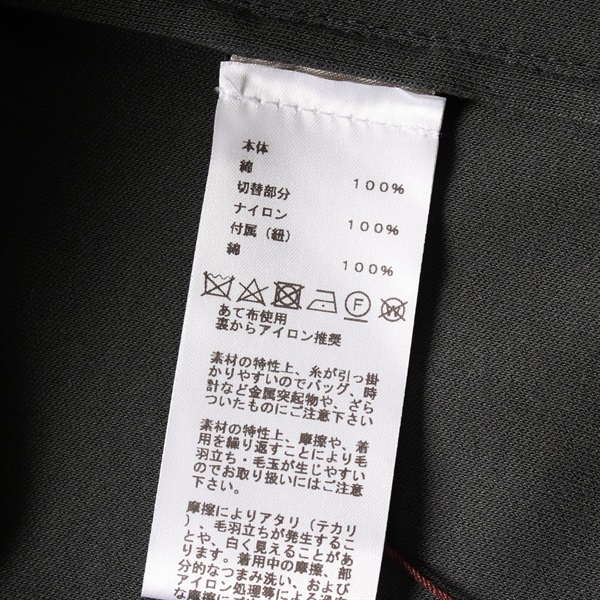 本体
綿 100%
切替部分
ナイロン 100%
付属（紐）
綿 100%
F
W
あて布使用
裏からアイロン推奨
素材の特性上、糸が引っ掛
かりやすいのでバッグ、時
計など金属突起物や、ざら
ついたものにご注意下さい
素材の特性上、摩擦や、着
用を繰り返すことにより毛
羽立ち・毛玉が生じやすい
のでお取り扱いにはご注意
下さい。
摩擦によりアタリ（テカリ
）、毛羽立ちが発生するこ
とや、白く見えることがあ
ります。着用中の摩擦、部
分的なつまみ洗い、および
アイロン処理等による過
な摩